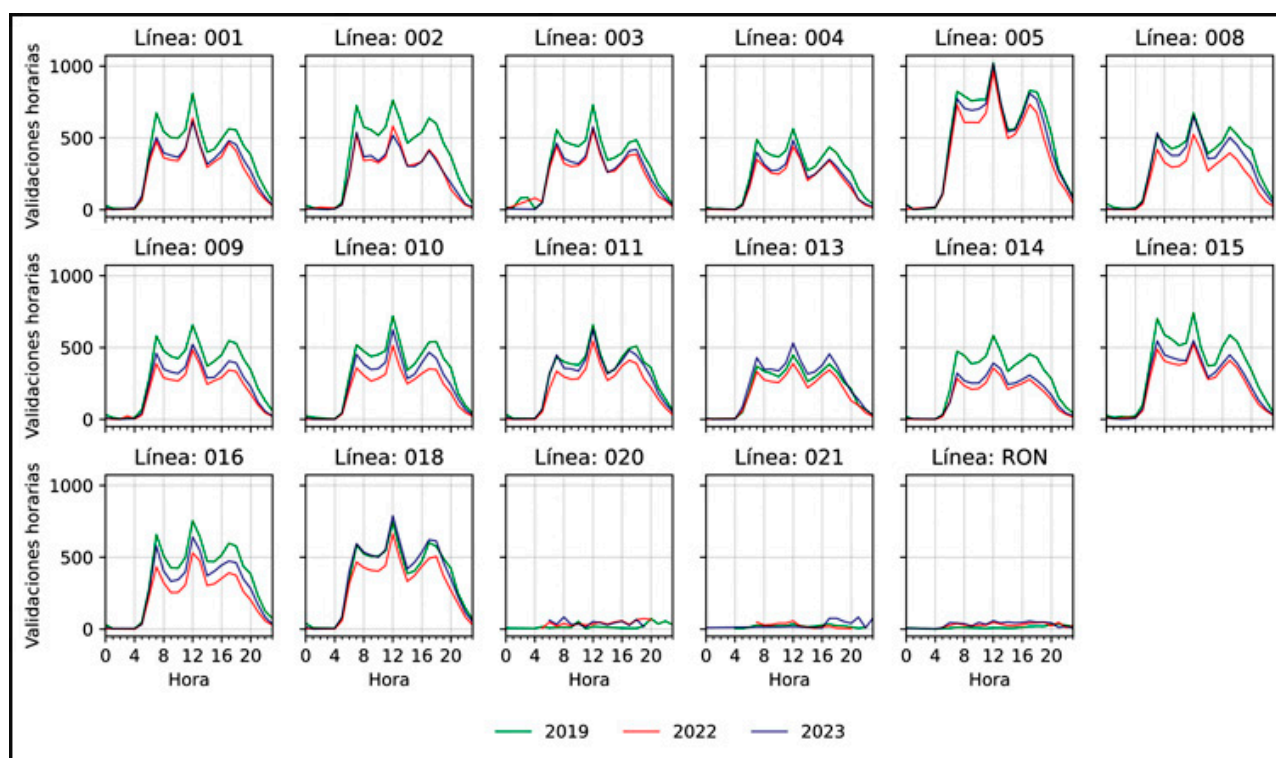 Línea: 001 Línea: 002 Línea: 003 Línea: 004 Línea: 005 Línea: 008
Validaciones horarias
1000
500
0
Línea: 009 Línea: 010 Línea: 011 Línea: 013 Línea: 014 Línea: 015
Validaciones horarias
1000
500
0
Línea: 016 Línea: 018 Línea: 020 Línea: 021 Línea: RON
Validaciones horarias
1000
500
0
0 4 8 12 16 20 0 4 8 12 16 20 0 4 8 12 16 20 0 4 8 12 16 20 0 4 8 12 16 20
Hora Hora Hora Hora Hora
2019 2022 2023